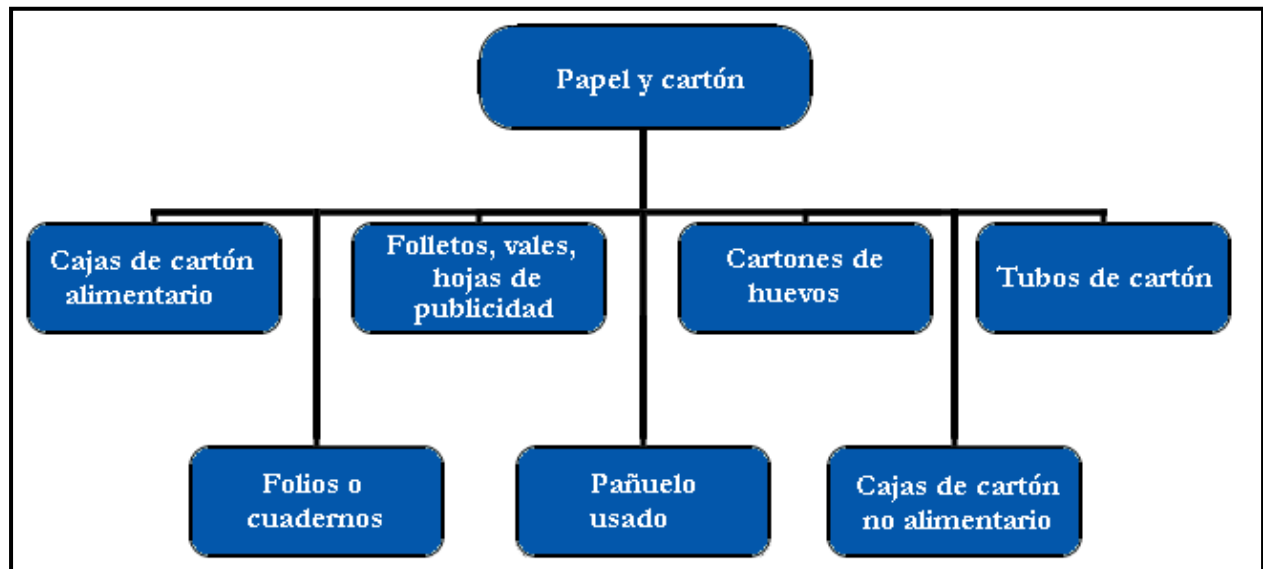 Papel y cartón
Cajas de cartón
alimentario
Folletos, vales,
hojas de
publicidad
Cartones de
huevos
Tubos de cartón
Folios o
cuadernos
Pañuelo
usado
Cajas de cartón
no alimentario